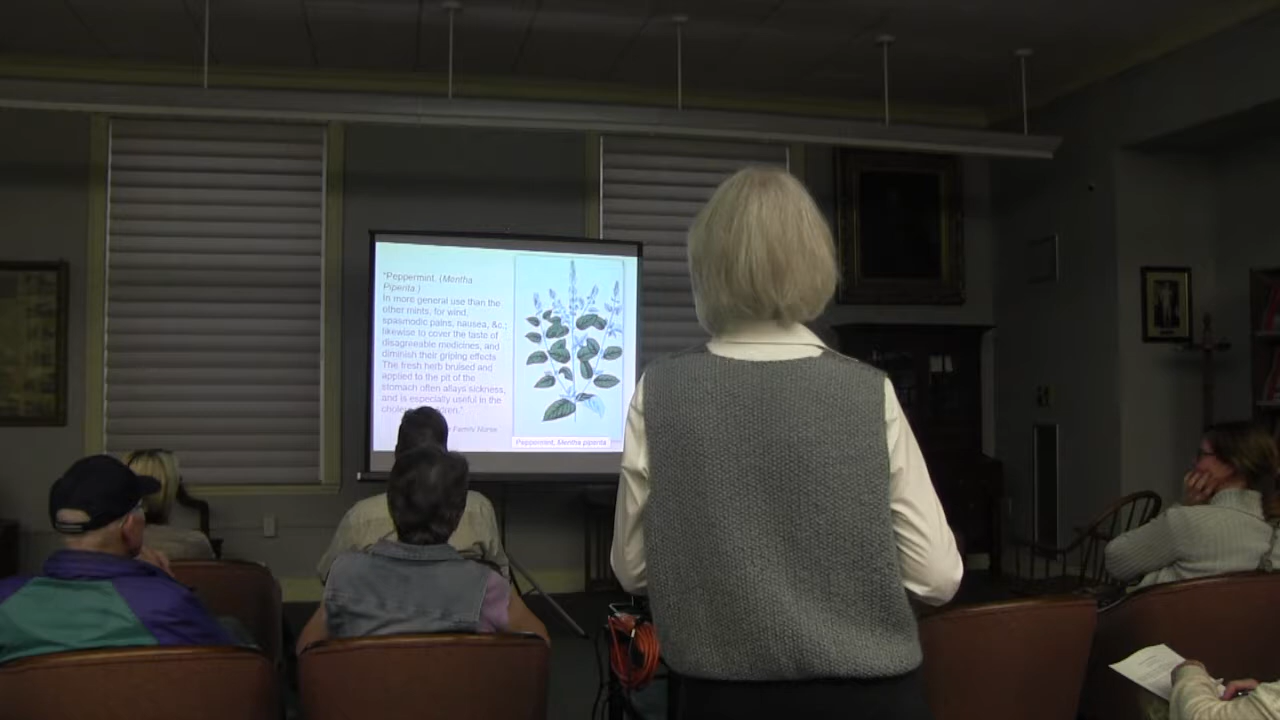 "Peppermint, (Mentha
Piperita.)
In more general use than the
other mints, for wind,
spasmodic pains, nausea, &c.;
likewise to cover the taste of
disagreeable medicines, and
diminish their griping effects
The fresh herb bruised and
applied to the pit of the
stomach often allays sickness,
and is especially useful in the
Family Nurse
Peppermint, Mentha piperita